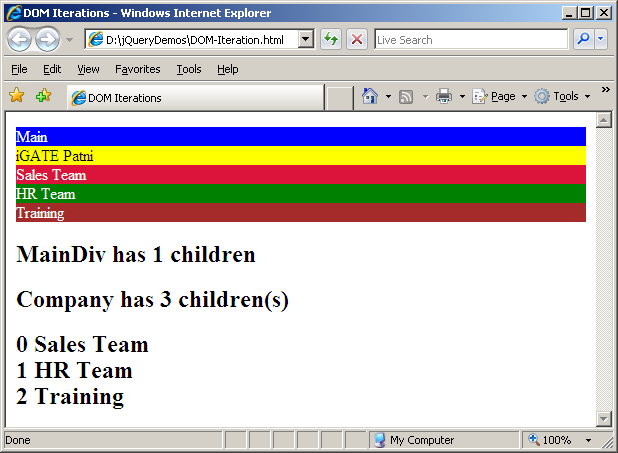 DOM Iterations - Windows Internet Explorer
D:\jQueryDemos\DOM-Iteration.html
Live Search
File Edit View Favorites Tools Help
DOM Iterations
Page Tools
Main
iGATE Patni
Sales Team
HR Team
Training
MainDiv has 1 children
Company has 3 children(s)
0 Sales Team
1 HR Team
2 Training
Done My Computer 100%